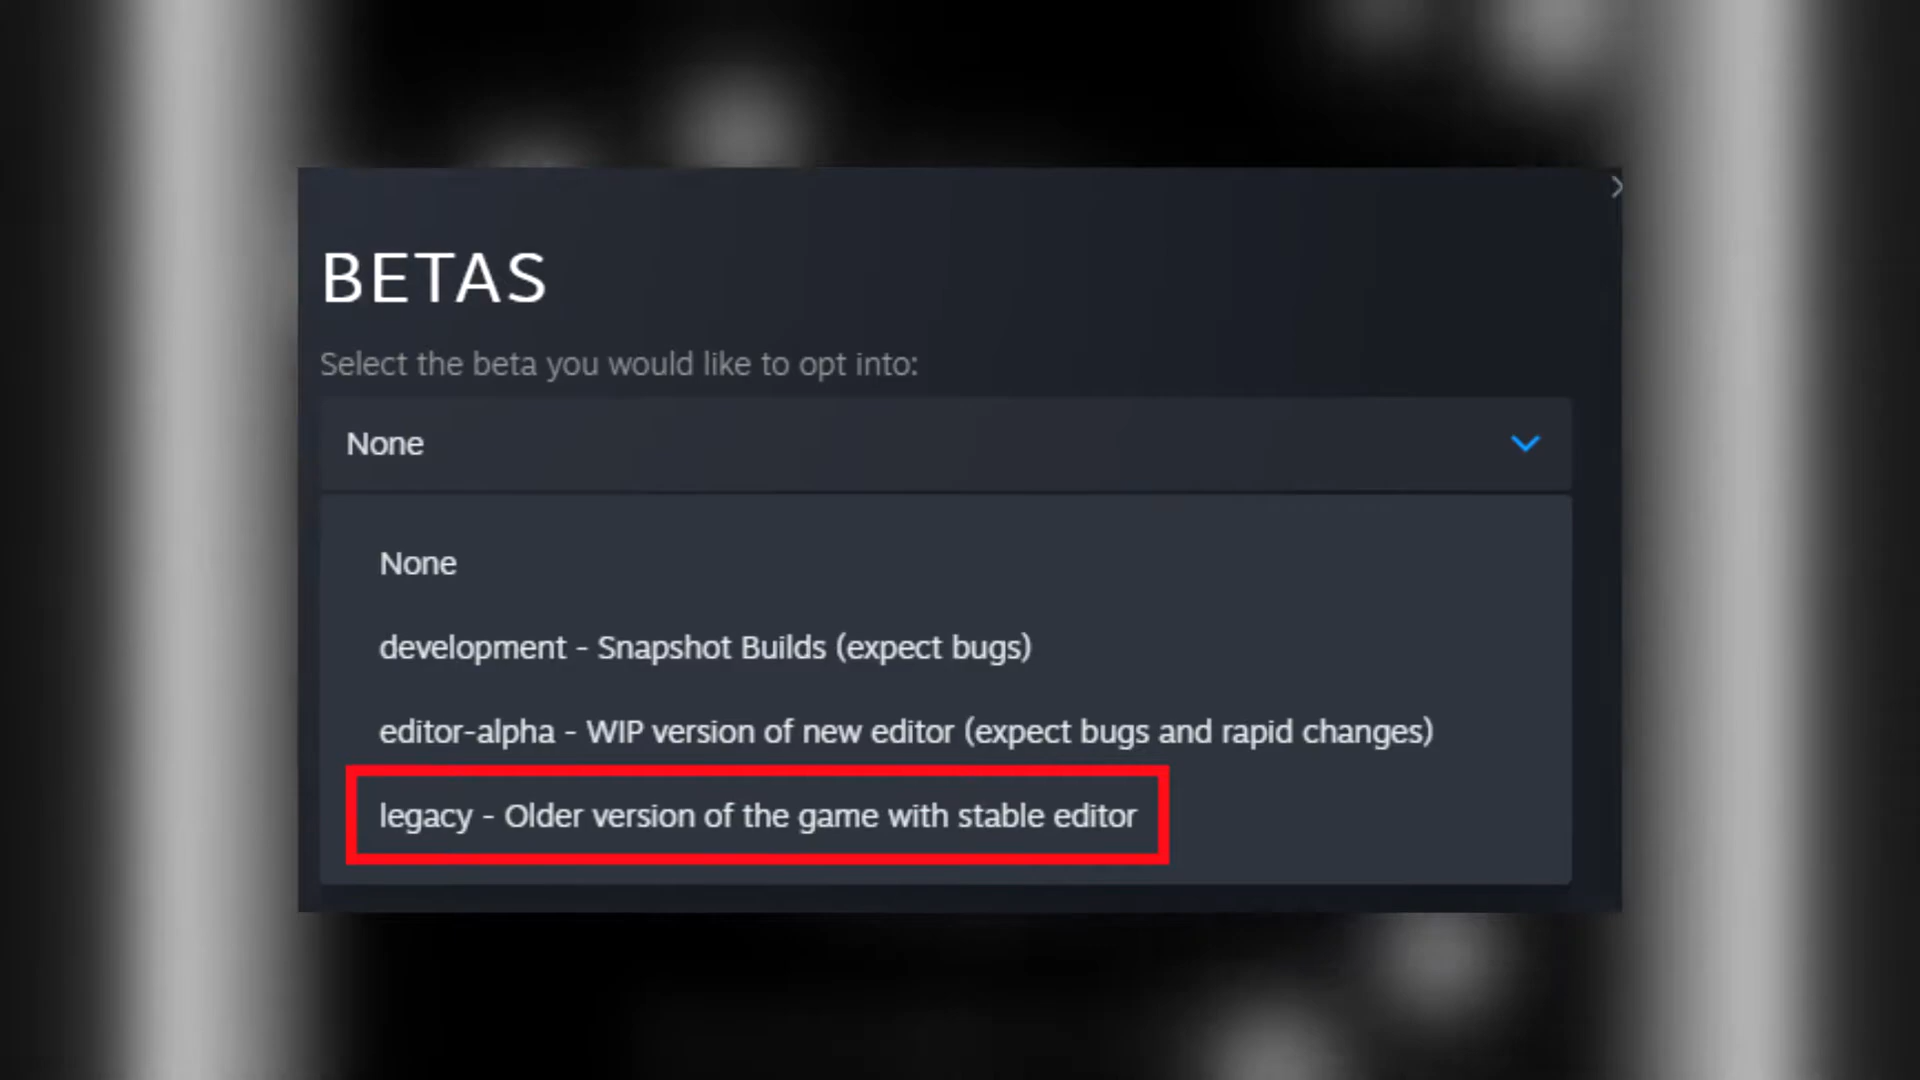 BETAS
Select the beta you would like to opt into:
None
None
development - Snapshot Builds (expect bugs)
editor-alpha - WIP version of new editor (expect bugs and rapid changes)
legacy - Older version of the game with stable editor